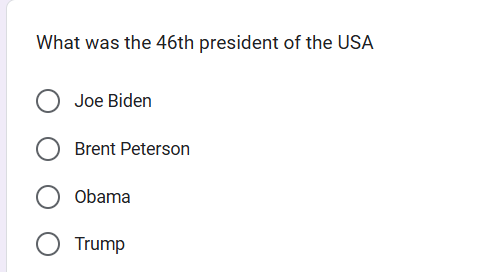 What was the 46th president of the USA
Joe Biden
Brent Peterson
Obama
Trump